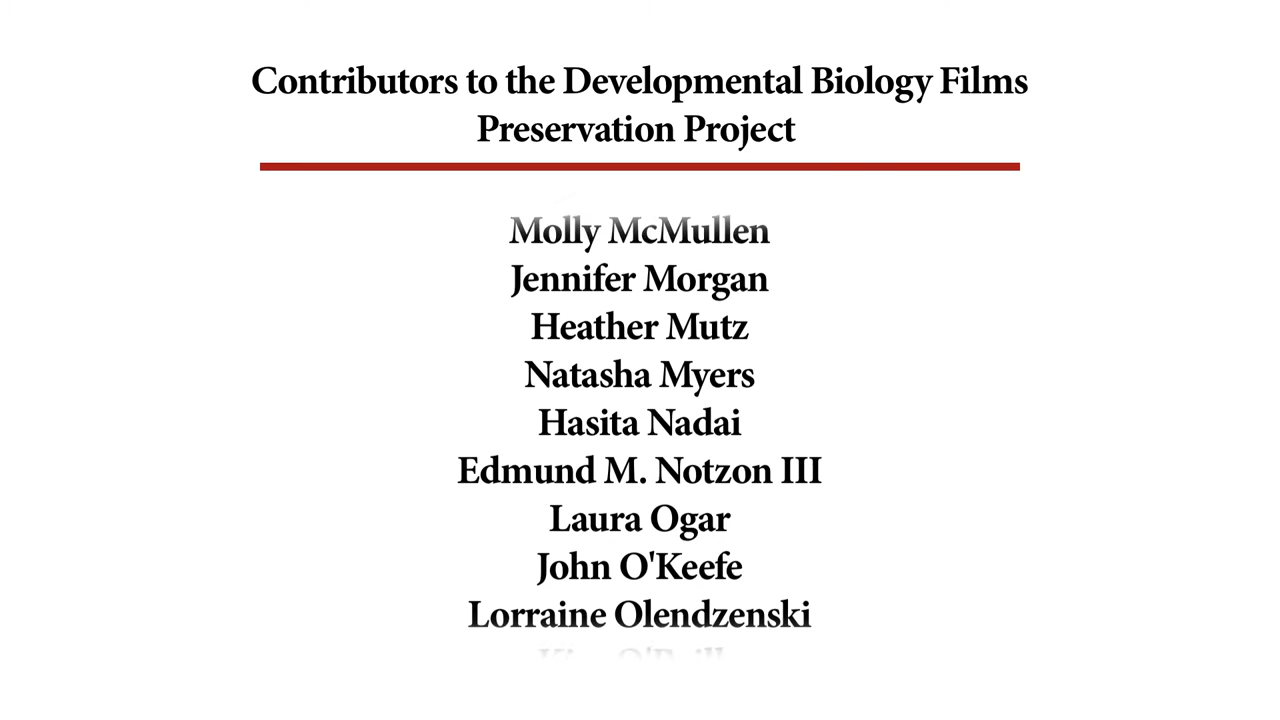 Contributors to the Developmental Biology Films
Preservation Project
Molly McMullen
Jennifer Morgan
Heather Mutz
Natasha Myers
Hasita Nadai
Edmund M. Notzon III
Laura Ogar
John O'Keefe
Lorraine Olendzenski